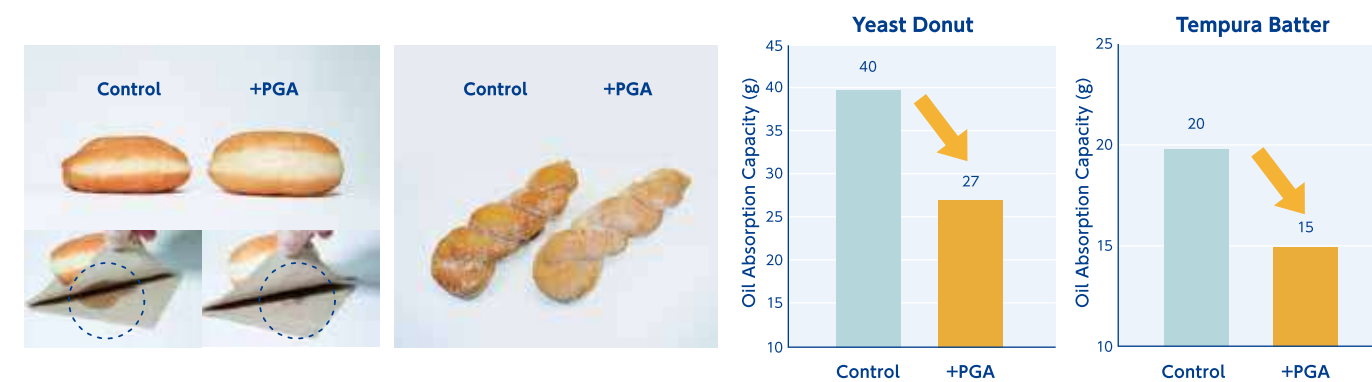 Control +PGA
Control +PGA
Yeast Donut
Oil Absorption Capacity (g)
45
40
35
30
25
20
15
10
40
27
Control +PGA
Tempura Batter
Oil Absorption Capacity (g)
25
20
15
10
20
15
Control +PGA